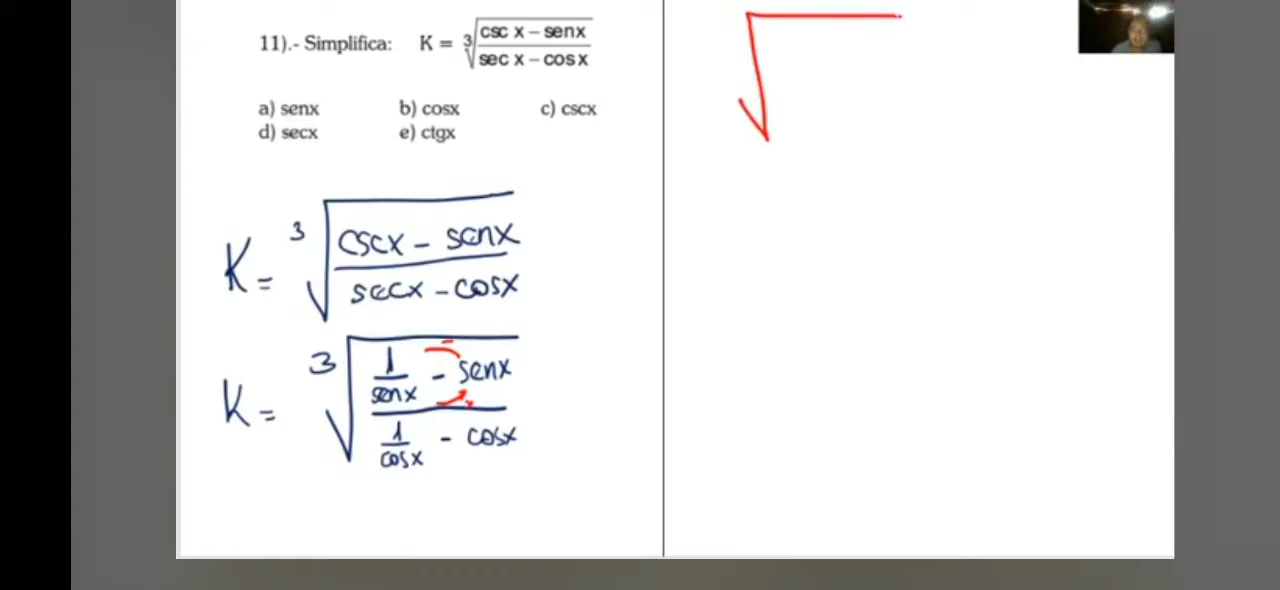 11).- Simplifica: K = ∛((csc x – senx)/(sec x – cosx))
a) senx b) cosx c) cscx
d) secx e) ctgx
K = ∛((cscx - senx)/(secx - cosx))
K = ∛((1/senx - senx)/(1/cosx - cosx))